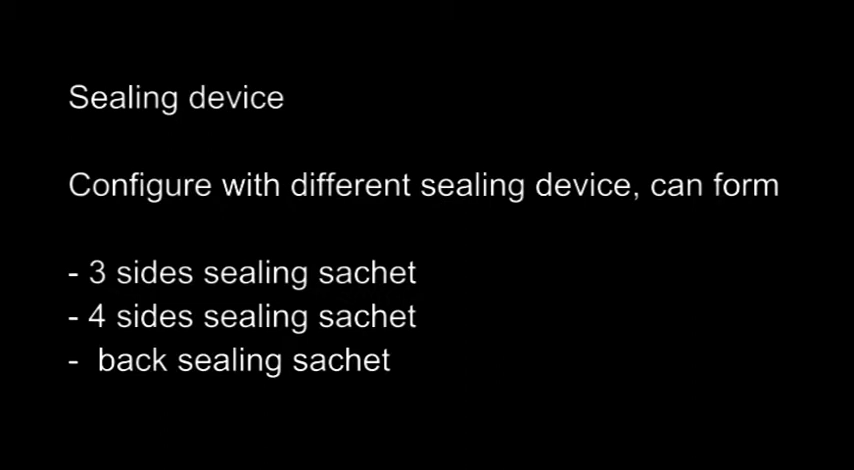 Sealing device
Configure with different sealing device, can form
- 3 sides sealing sachet
- 4 sides sealing sachet
-  back sealing sachet